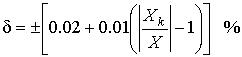 δ = ±[0.02 + 0.01(|X_k/X| − 1)] %